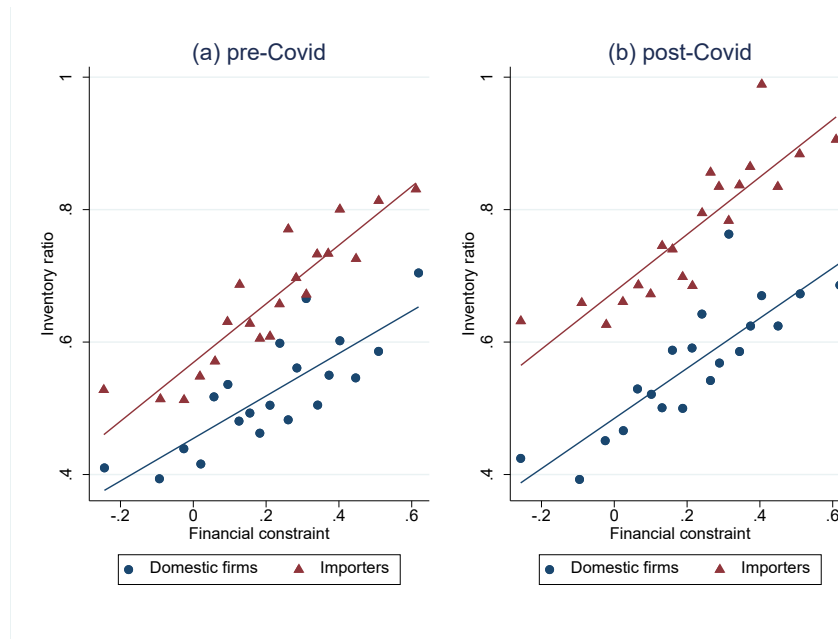 (a) pre-Covid
Inventory ratio
1
.8
.6
.4
-.2 0 .2 .4 .6
Financial constraint
Domestic firms Importers
(b) post-Covid
Inventory ratio
1
.8
.6
.4
-.2 0 .2 .4 .6
Financial constraint
Domestic firms Importers